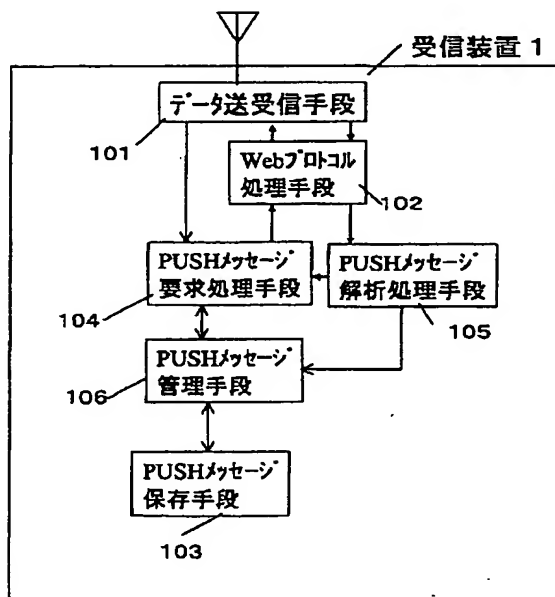 受信装置1
データ送受信手段
101
Webプロトコル
処理手段
102
PUSHメッセージ
要求処理手段
104
PUSHメッセージ
解析処理手段
105
PUSHメッセージ
管理手段
106
PUSHメッセージ
保存手段
103